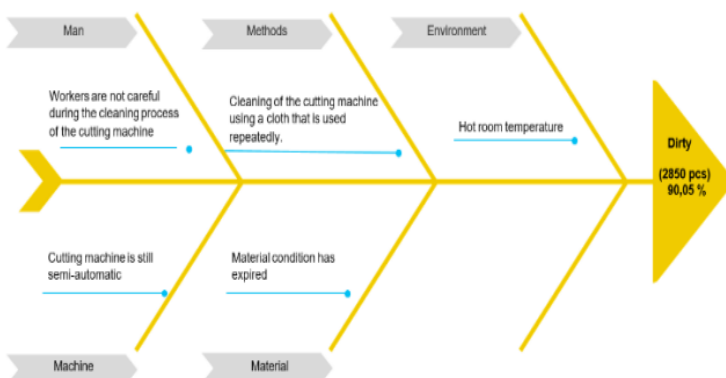 Man
Methods
Environment
Workers are not careful
during the cleaning process
of the cutting machine
Cleaning of the cutting machine
using a cloth that is used
repeatedly.
Hot room temperature
Dirty
(2850 pcs)
90,05 %
Cutting machine is still
semi-automatic
Material condition has
expired
Machine
Material